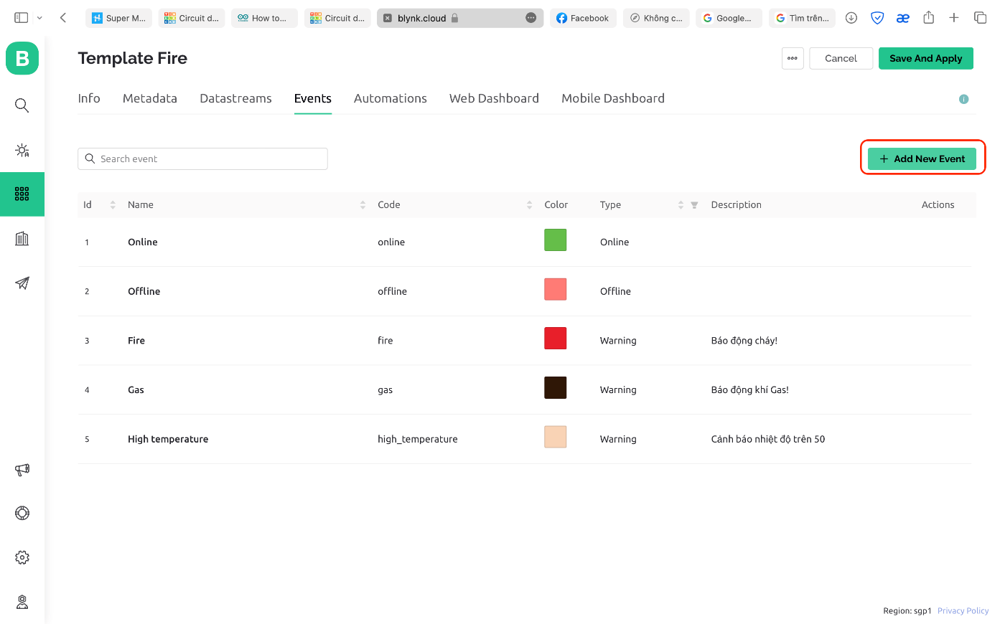 Super M...
Circuit d...
How to...
Circuit d...
blynk.cloud
Facebook
Không c...
Google...
Tìm trên...
B
Template Fire
Cancel
Save And Apply
Info
Metadata
Datastreams
Events
Automations
Web Dashboard
Mobile Dashboard
Search event
+ Add New Event
Id Name Code Color Type Description Actions
1 Online online Online
2 Offline offline Offline
3 Fire fire Warning Báo động cháy!
4 Gas gas Warning Báo động khí Gas!
5 High temperature high_temperature Warning Cảnh báo nhiệt độ trên 50
Region: sgp1 Privacy Policy